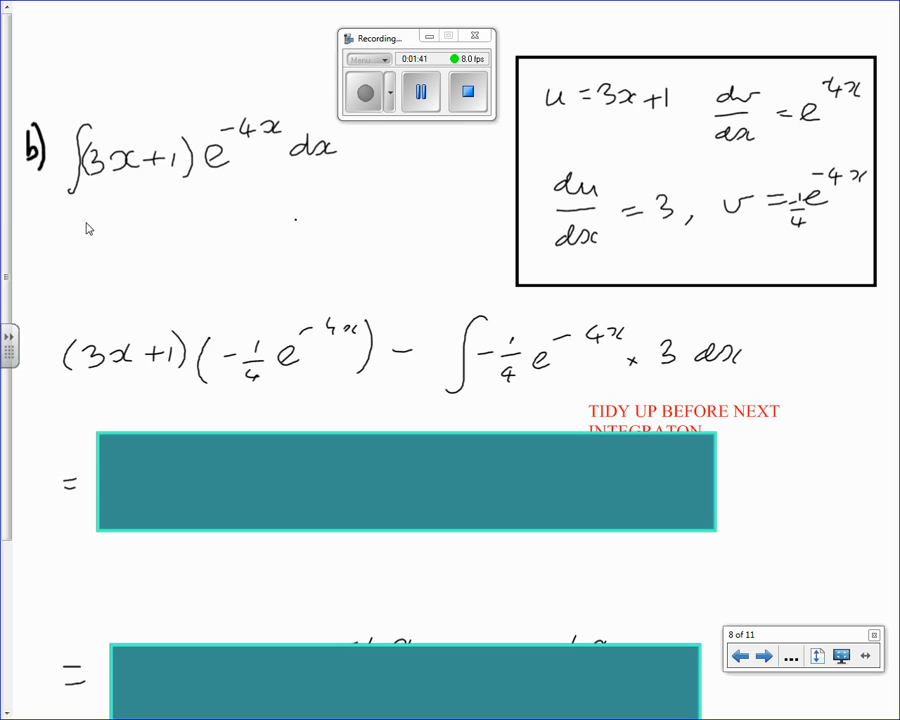 Recording...
Menu
0:01:41
8.0 fps
b) ∫(3x+1) e^{-4x} dx
u = 3x+1 dv/dx = e^{-4x}
du/dx = 3, v = -1/4 e^{-4x}
(3x+1)(-1/4 e^{-4x}) - ∫ -1/4 e^{-4x} × 3 dx
TIDY UP BEFORE NEXT
INTEGRATON
=
=
8 of 11